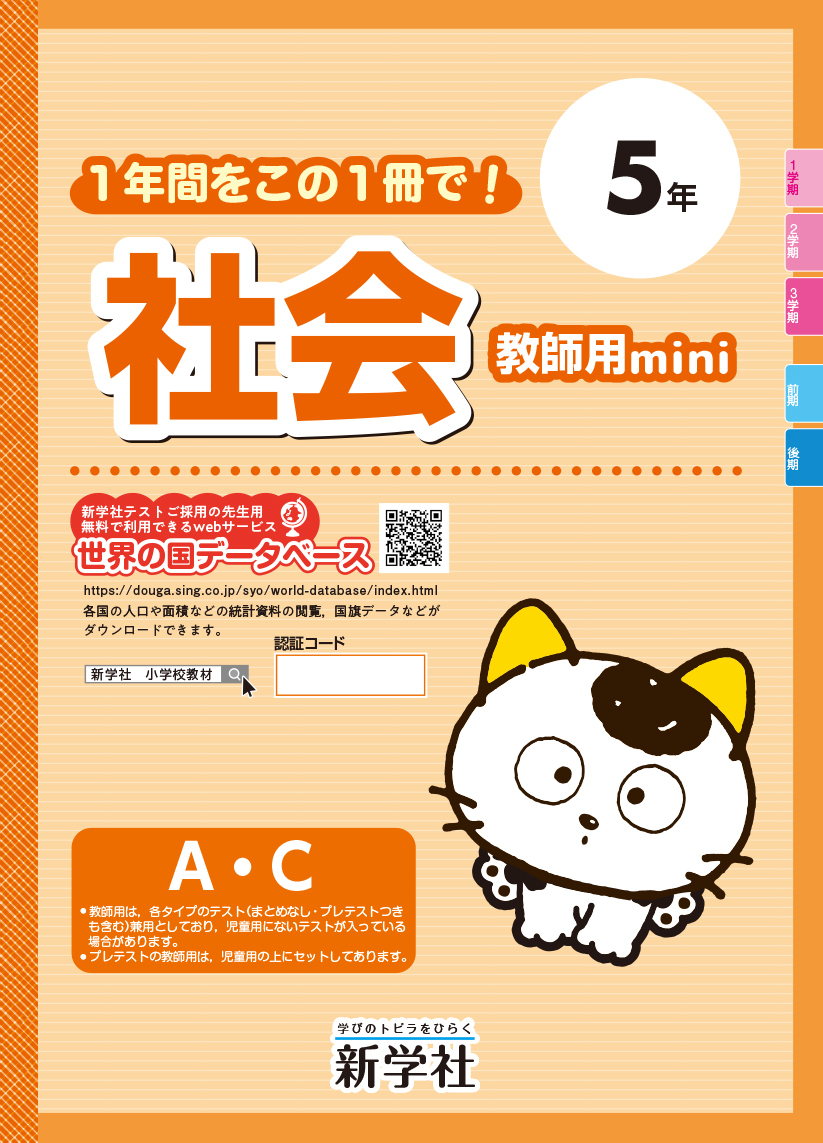 1年間をこの1冊で！
5年
社会
教師用mini
1学期
2学期
3学期
前期
後期
新学社テストご採用の先生用
無料で利用できるwebサービス
世界の国データベース
https://douga.sing.co.jp/syo/world-database/index.html
各国の人口や面積などの統計資料の閲覧，国旗データなどが
ダウンロードできます。
認証コード
新学社　小学校教材
A・C
●教師用は，各タイプのテスト(まとめなし・プレテストつき
も含む)兼用としており，児童用にないテストが入っている
場合があります。
●プレテストの教師用は，児童用の上にセットしてあります。
学びのトビラをひらく
新学社